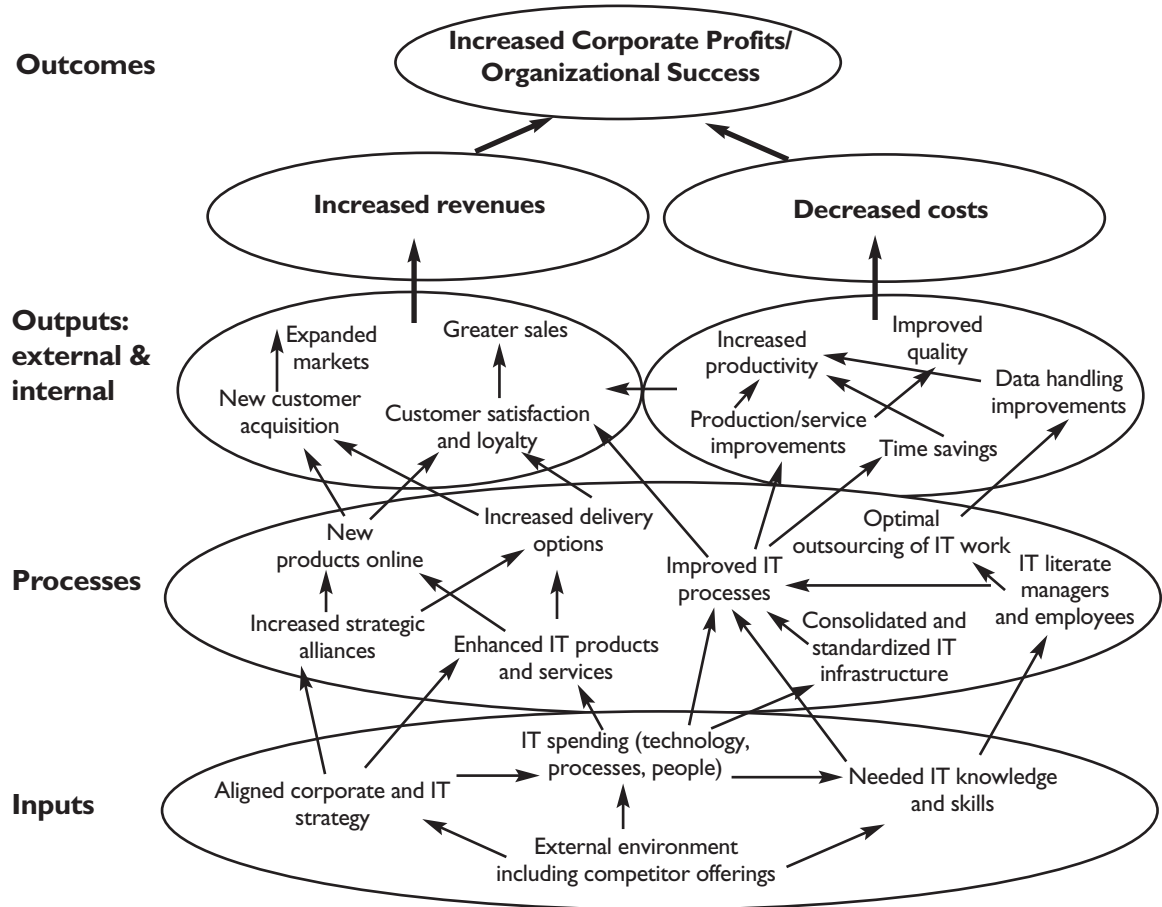 Outcomes
Increased Corporate Profits/
Organizational Success
Increased revenues
Decreased costs
Outputs:
external &
internal
Expanded
markets
Greater sales
New customer
acquisition
Customer satisfaction
and loyalty
Increased
productivity
Improved
quality
Data handling
improvements
Production/service
improvements
Time savings
Processes
New
products online
Increased delivery
options
Optimal
outsourcing of IT work
Improved IT
processes
IT literate
managers
and employees
Increased strategic
alliances
Enhanced IT products
and services
Consolidated and
standardized IT
infrastructure
Inputs
IT spending (technology,
processes, people)
Aligned corporate and IT
strategy
Needed IT knowledge
and skills
External environment
including competitor offerings